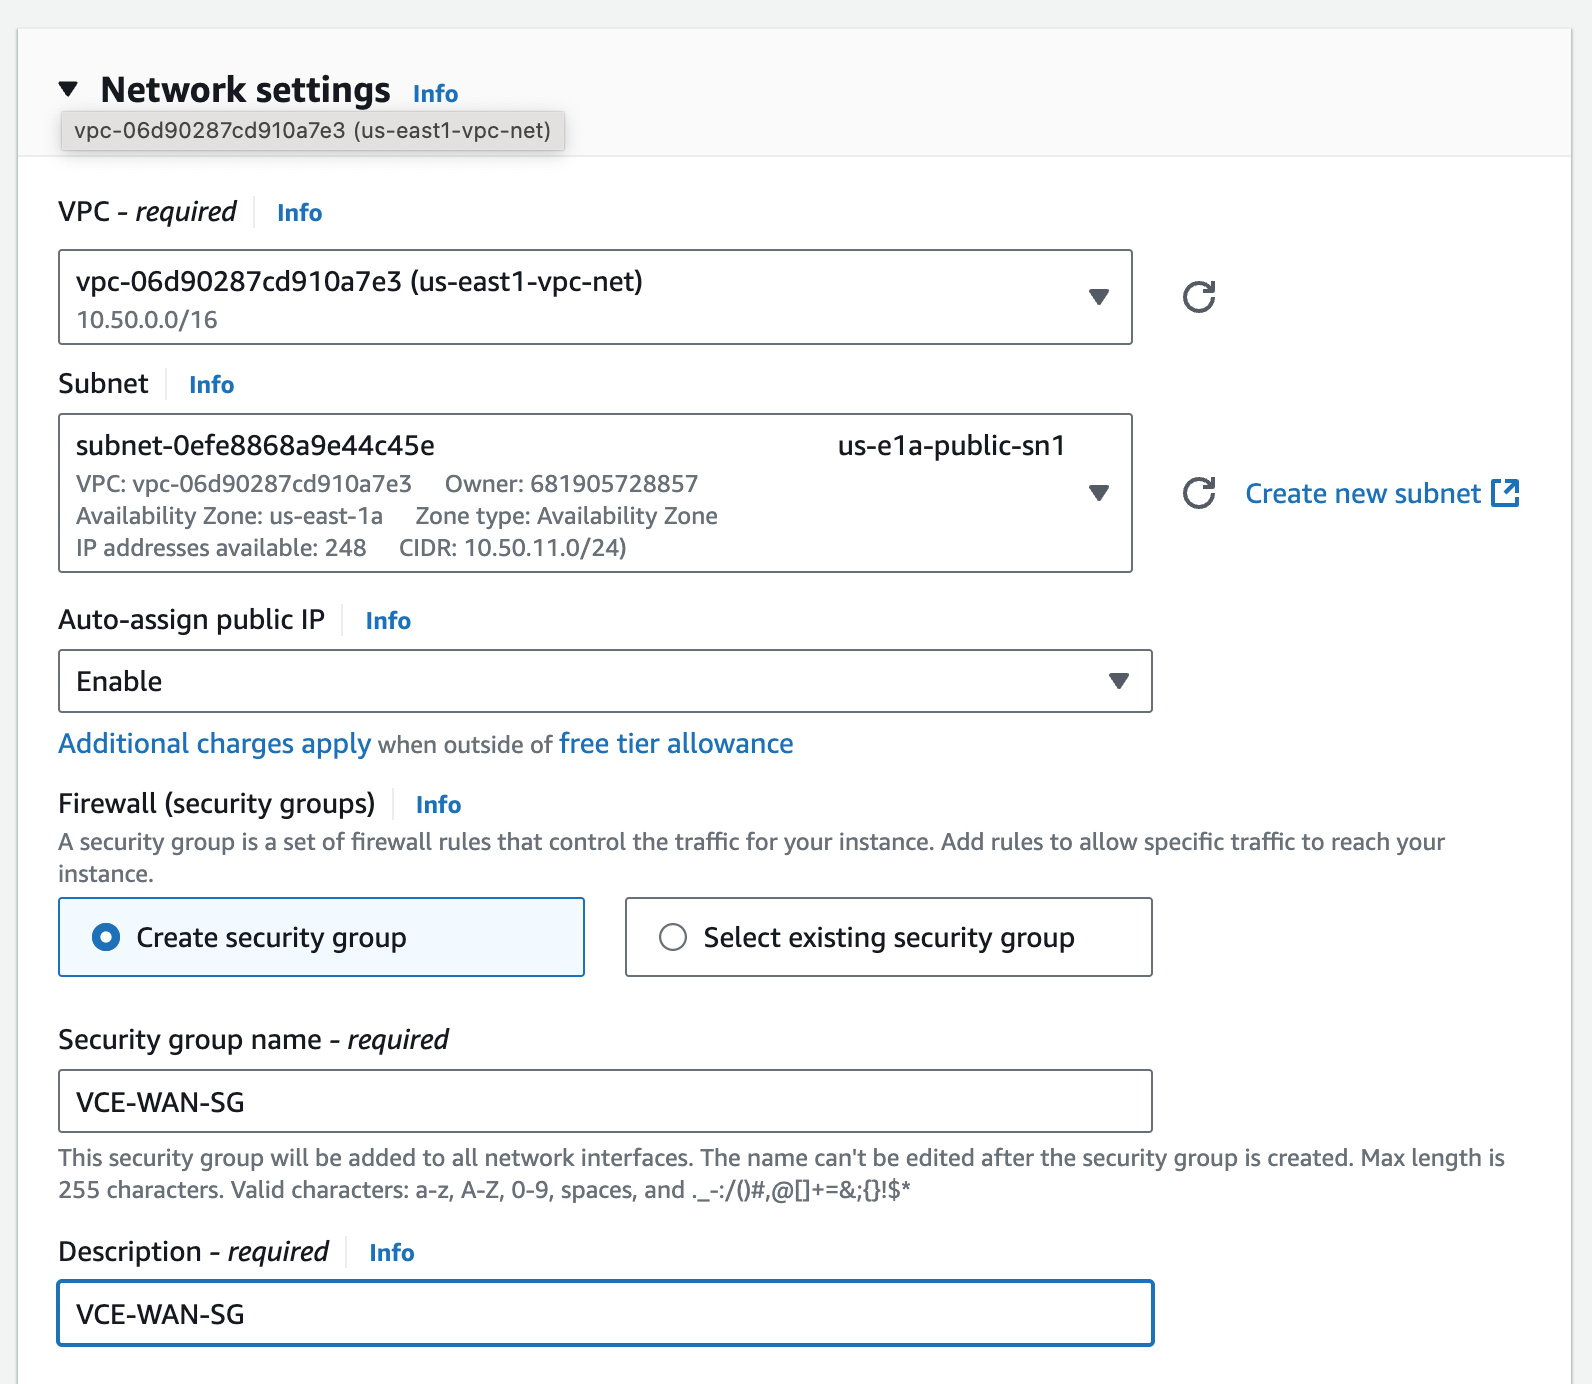 Network settings Info
vpc-06d90287cd910a7e3 (us-east1-vpc-net)
VPC - required Info
vpc-06d90287cd910a7e3 (us-east1-vpc-net)
10.50.0.0/16
Subnet Info
subnet-0efe8868a9e44c45e us-e1a-public-sn1
VPC: vpc-06d90287cd910a7e3 Owner: 681905728857
Availability Zone: us-east-1a Zone type: Availability Zone
IP addresses available: 248 CIDR: 10.50.11.0/24)
Create new subnet
Auto-assign public IP Info
Enable
Additional charges apply when outside of free tier allowance
Firewall (security groups) Info
A security group is a set of firewall rules that control the traffic for your instance. Add rules to allow specific traffic to reach your
instance.
Create security group
Select existing security group
Security group name - required
VCE-WAN-SG
This security group will be added to all network interfaces. The name can't be edited after the security group is created. Max length is
255 characters. Valid characters: a-z, A-Z, 0-9, spaces, and ._-:/()#,@[]+=&;{}!$*
Description - required Info
VCE-WAN-SG